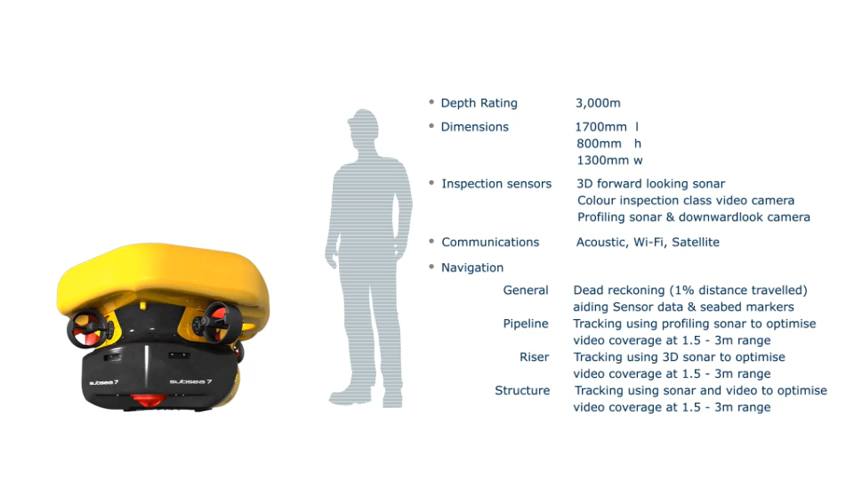 • Depth Rating 3,000m
• Dimensions 1700mm l
800mm h
1300mm w
• Inspection sensors 3D forward looking sonar
Colour inspection class video camera
Profiling sonar & downwardlook camera
• Communications Acoustic, Wi-Fi, Satellite
• Navigation
General Dead reckoning (1% distance travelled)
aiding Sensor data & seabed markers
Pipeline Tracking using profiling sonar to optimise
video coverage at 1.5 - 3m range
Riser Tracking using 3D sonar to optimise
video coverage at 1.5 - 3m range
Structure Tracking using sonar and video to optimise
video coverage at 1.5 - 3m range
subsea 7 subsea 7